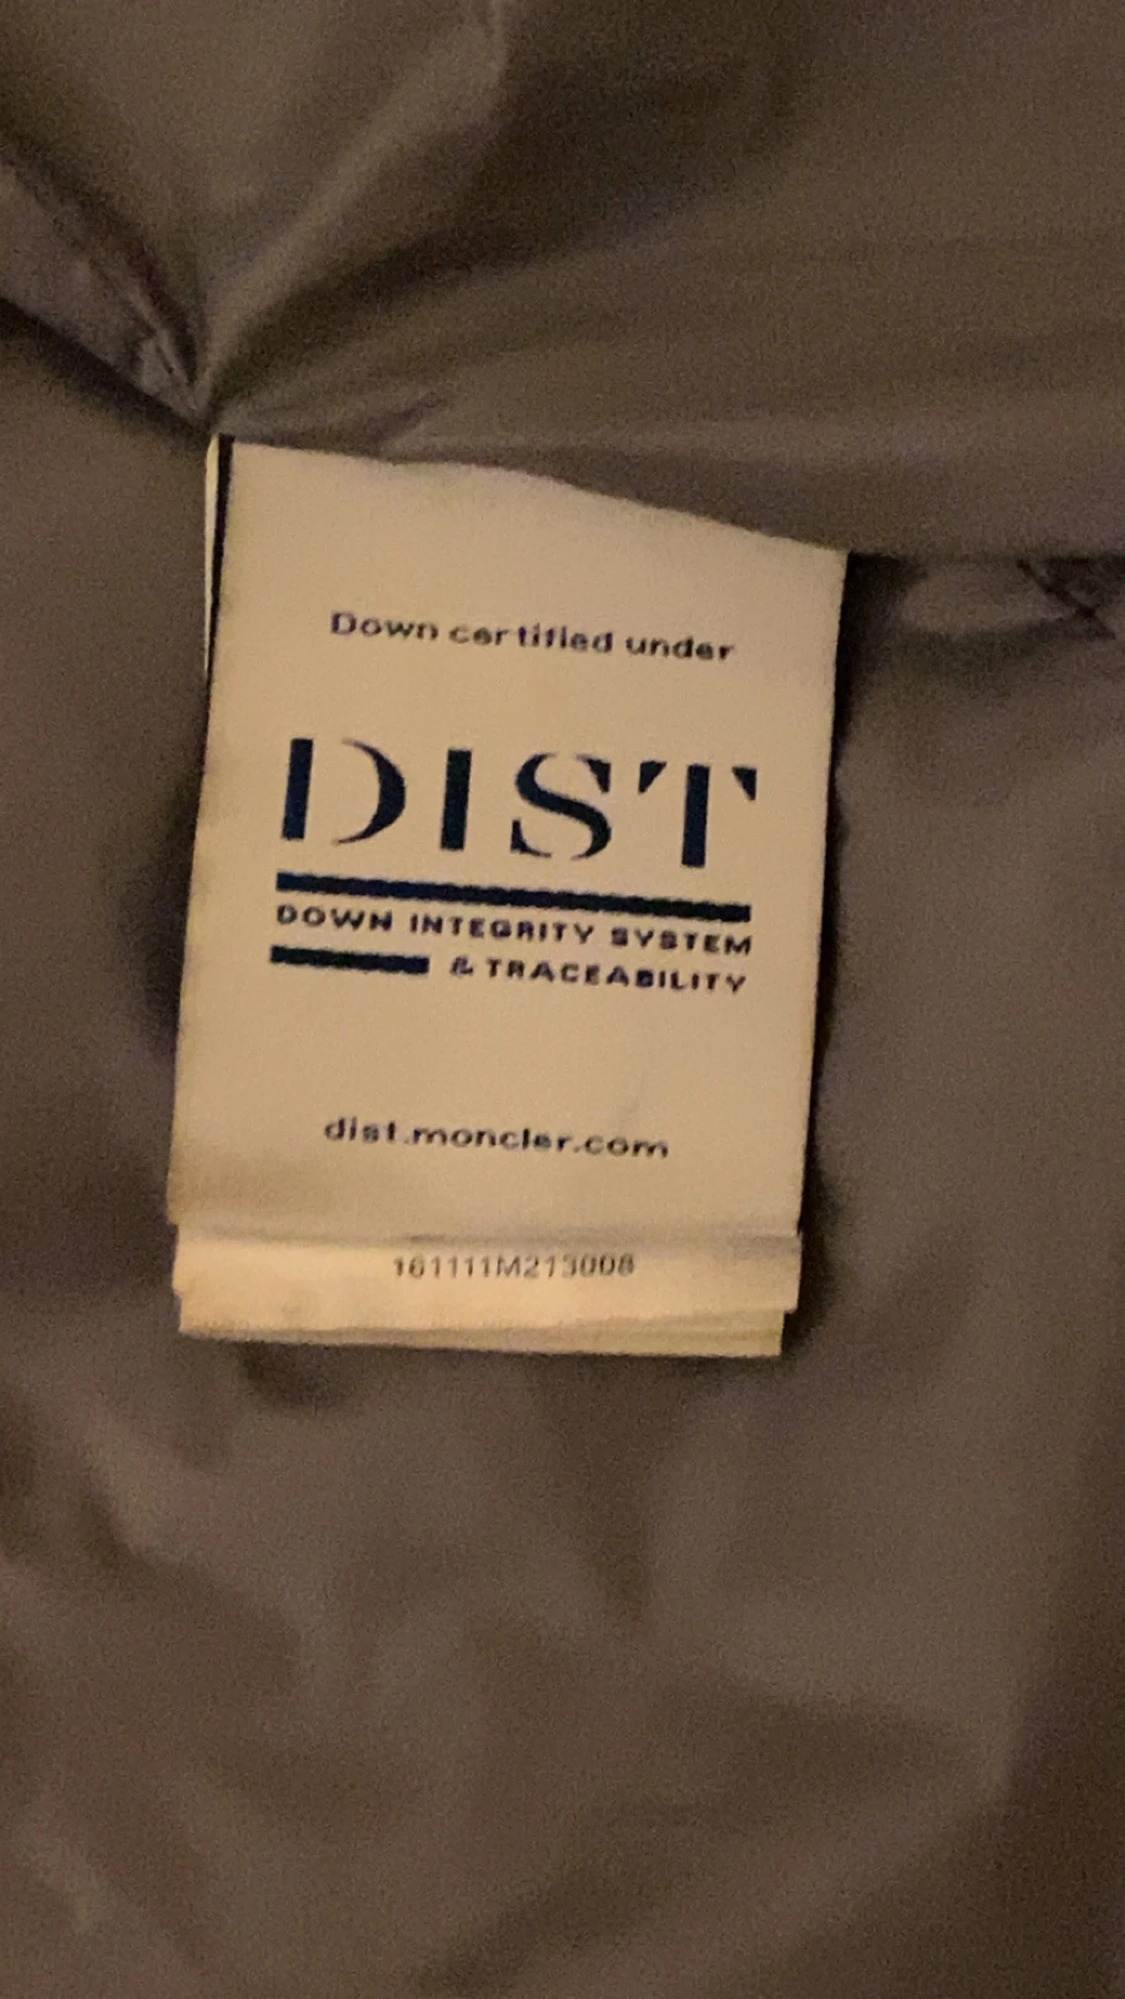 Down certified under
DIST
DOWN INTEGRITY SYSTEM
& TRACEABILITY
dist.moncler.com
161111M213008